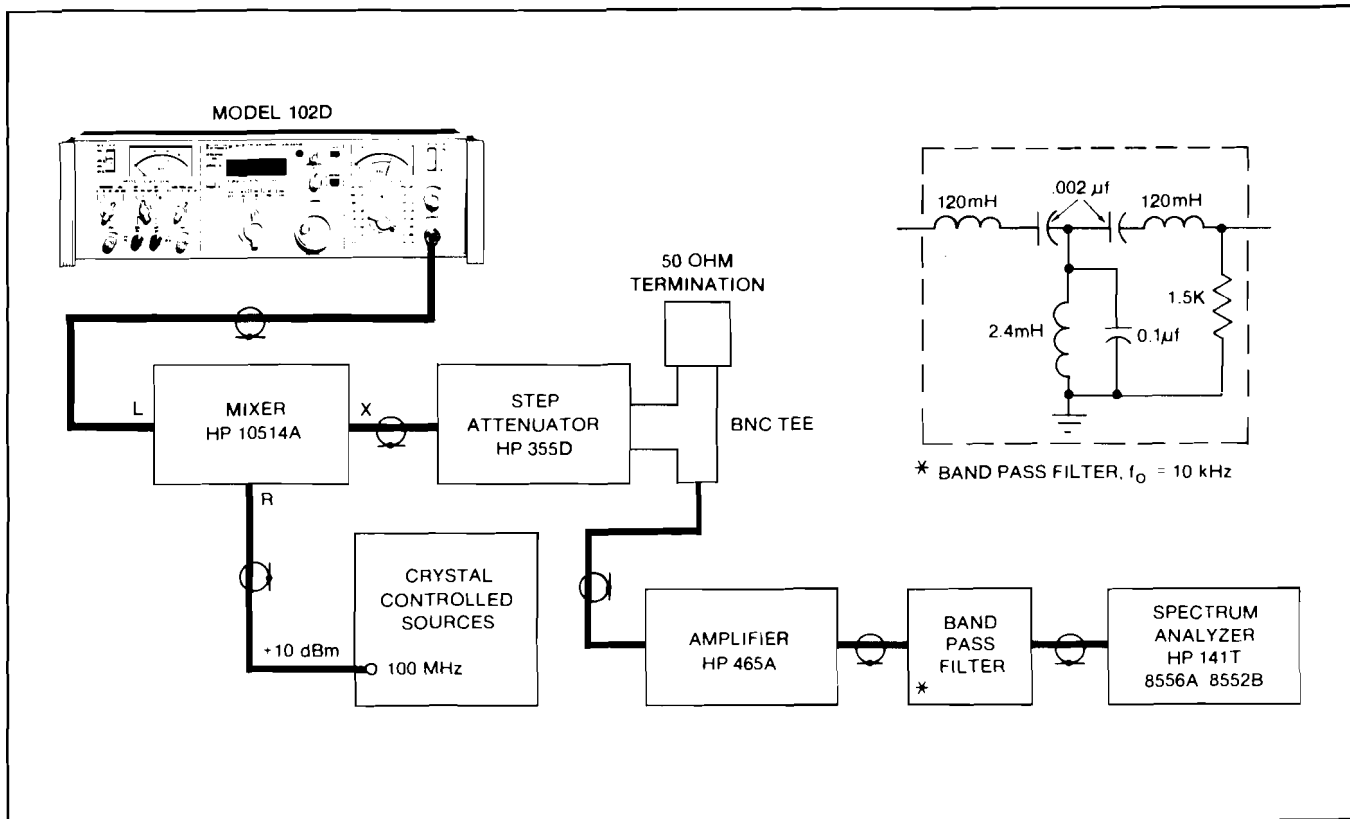 MODEL 102D
50 OHM
TERMINATION
L
MIXER
HP 10514A
X
R
STEP
ATTENUATOR
HP 355D
BNC TEE
CRYSTAL
CONTROLLED
SOURCES
+10 dBm
100 MHz
AMPLIFIER
HP 465A
BAND
PASS
FILTER
*
SPECTRUM
ANALYZER
HP 141T
8556A 8552B
120mH
.002 µf
120mH
2.4mH
0.1µf
1.5K
* BAND PASS FILTER, fo = 10 kHz